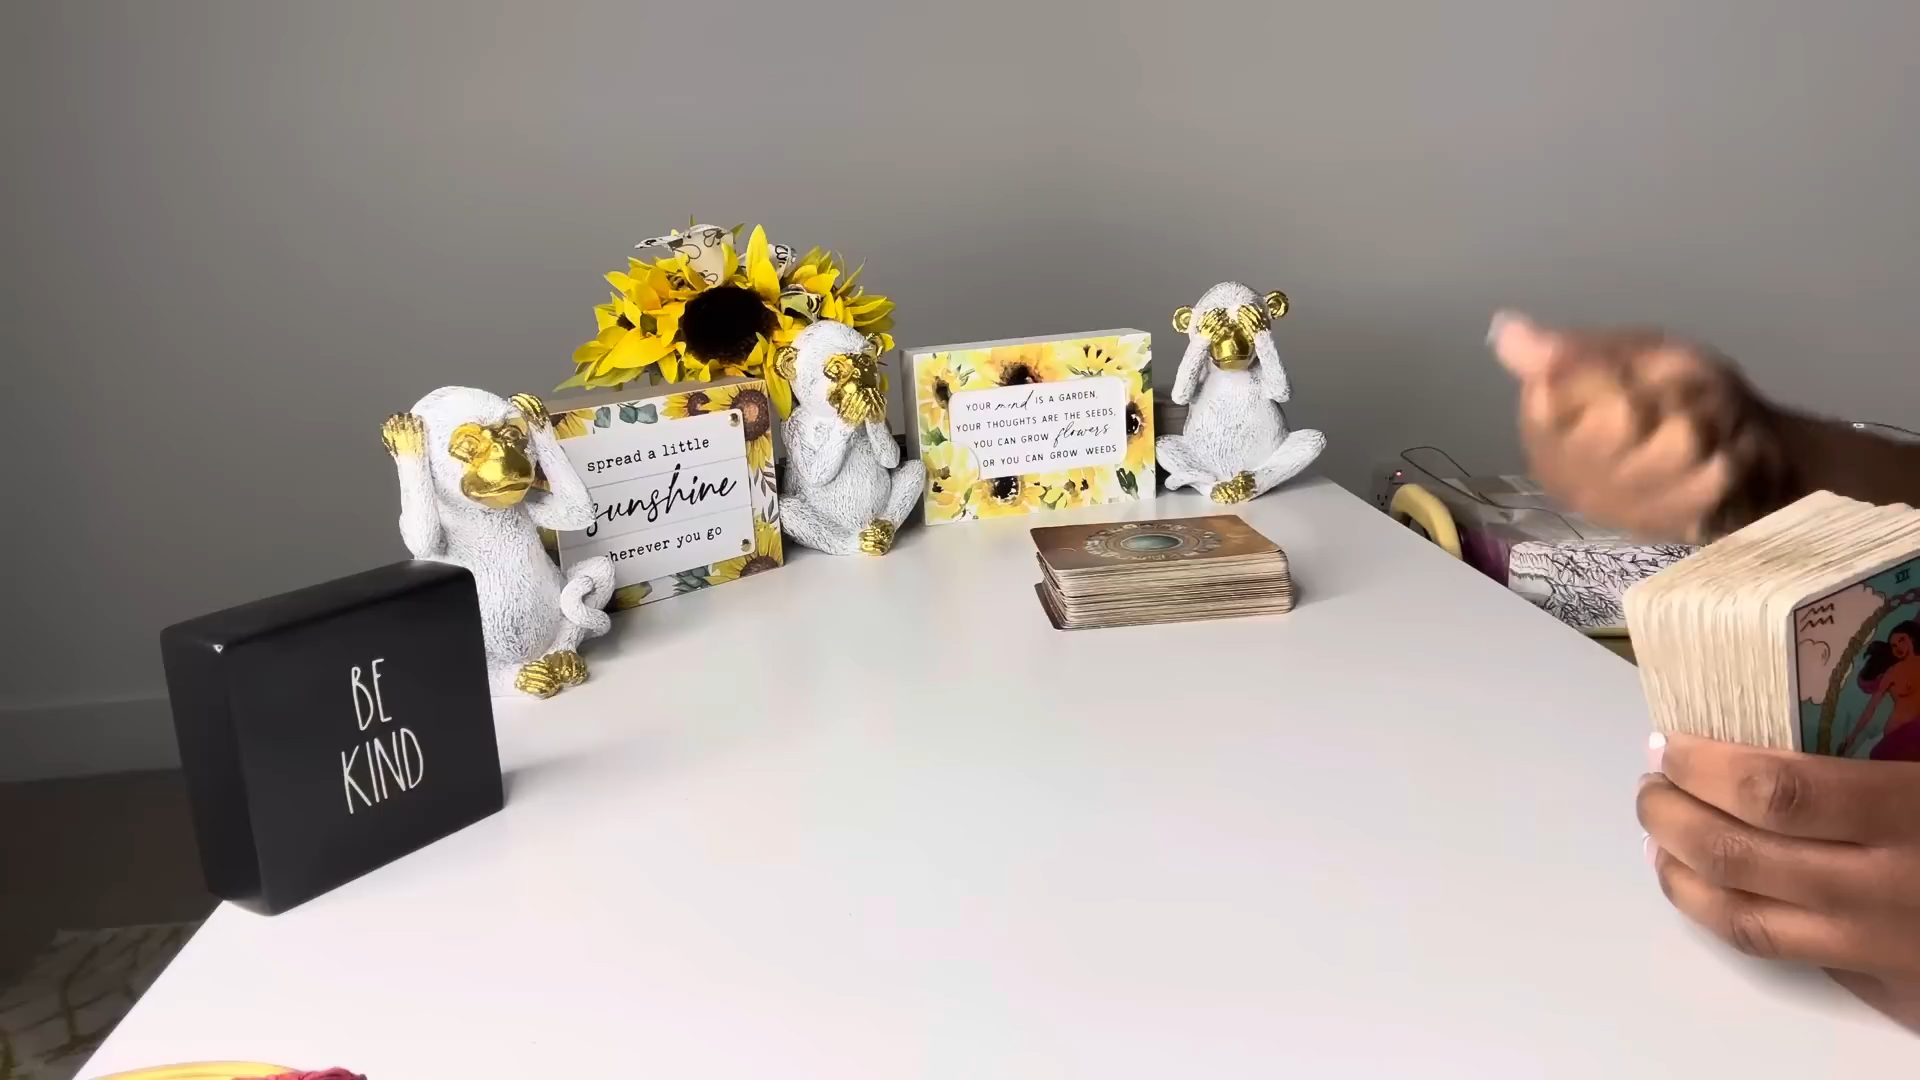 spread a little
sunshine
wherever you go
YOUR mind IS A GARDEN,
YOUR THOUGHTS ARE THE SEEDS,
YOU CAN GROW flowers
OR YOU CAN GROW WEEDS
BE
KIND